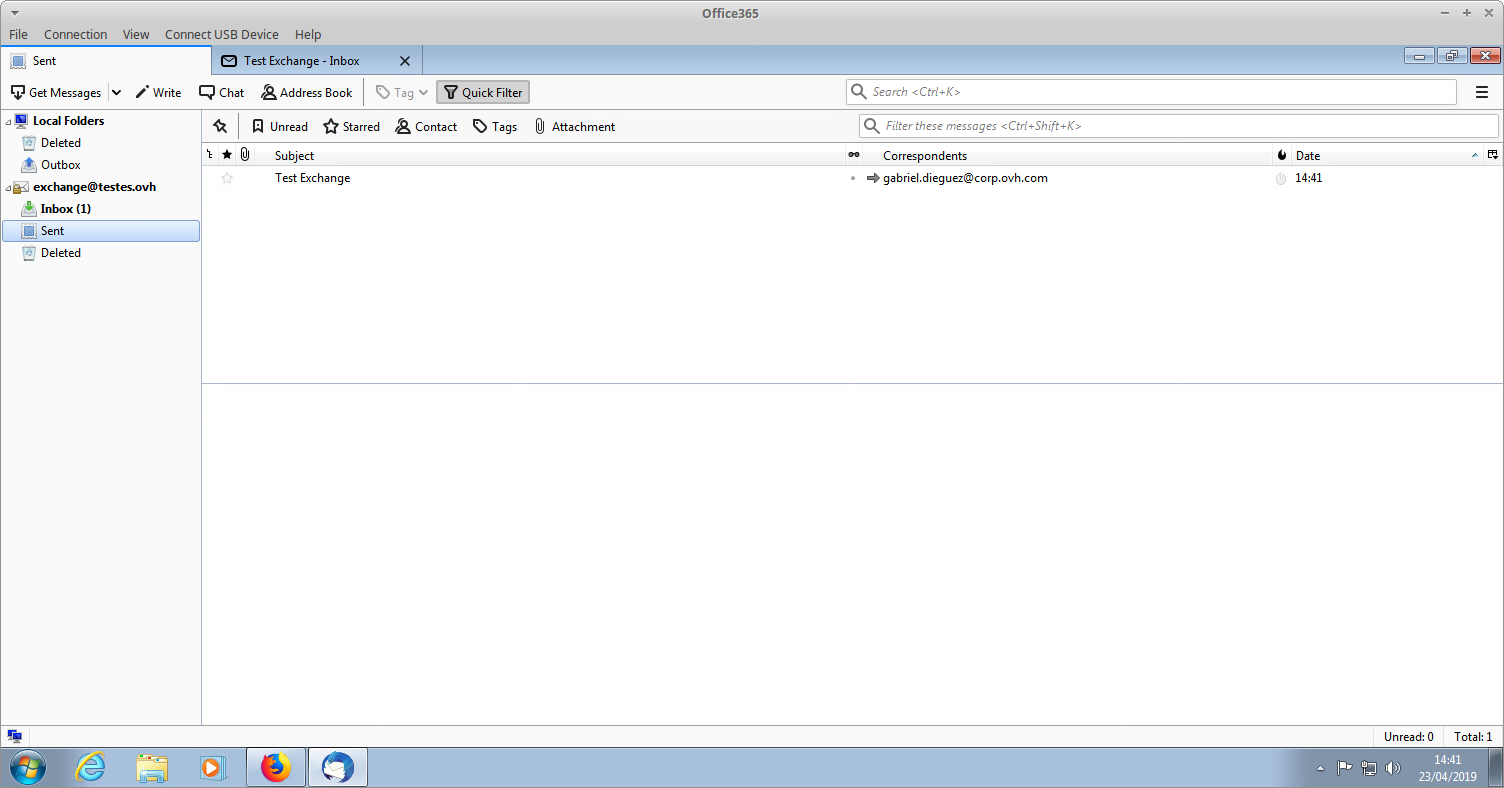 Office365
File Connection View Connect USB Device Help
Sent Test Exchange - Inbox
Get Messages Write Chat Address Book Tag Quick Filter Search <Ctrl+K>
Local Folders
Unread Starred Contact Tags Attachment Filter these messages <Ctrl+Shift+K>
Deleted
Subject Correspondents Date
Outbox
Test Exchange gabriel.dieguez@corp.ovh.com 14:41
exchange@testes.ovh
Inbox (1)
Sent
Deleted
Unread: 0 Total: 1
14:41
23/04/2019